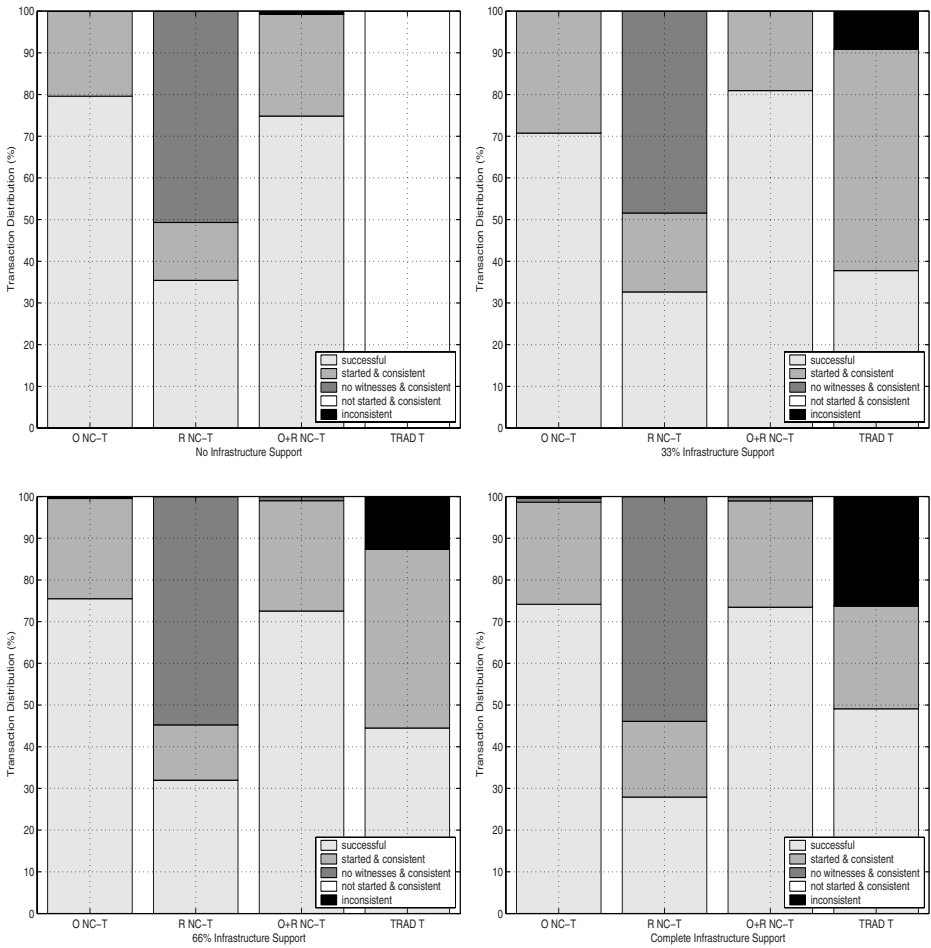 Transaction Distribution (%)
100
90
80
70
60
50
40
30
20
10
0
successful
started & consistent
no witnesses & consistent
not started & consistent
inconsistent
O NC−T R NC−T O+R NC−T TRAD T
No Infrastructure Support
Transaction Distribution (%)
100
90
80
70
60
50
40
30
20
10
0
successful
started & consistent
no witnesses & consistent
not started & consistent
inconsistent
O NC−T R NC−T O+R NC−T TRAD T
33% Infrastructure Support
Transaction Distribution (%)
100
90
80
70
60
50
40
30
20
10
0
successful
started & consistent
no witnesses & consistent
not started & consistent
inconsistent
O NC−T R NC−T O+R NC−T TRAD T
66% Infrastructure Support
Transaction Distribution (%)
100
90
80
70
60
50
40
30
20
10
0
successful
started & consistent
no witnesses & consistent
not started & consistent
inconsistent
O NC−T R NC−T O+R NC−T TRAD T
Complete Infrastructure Support